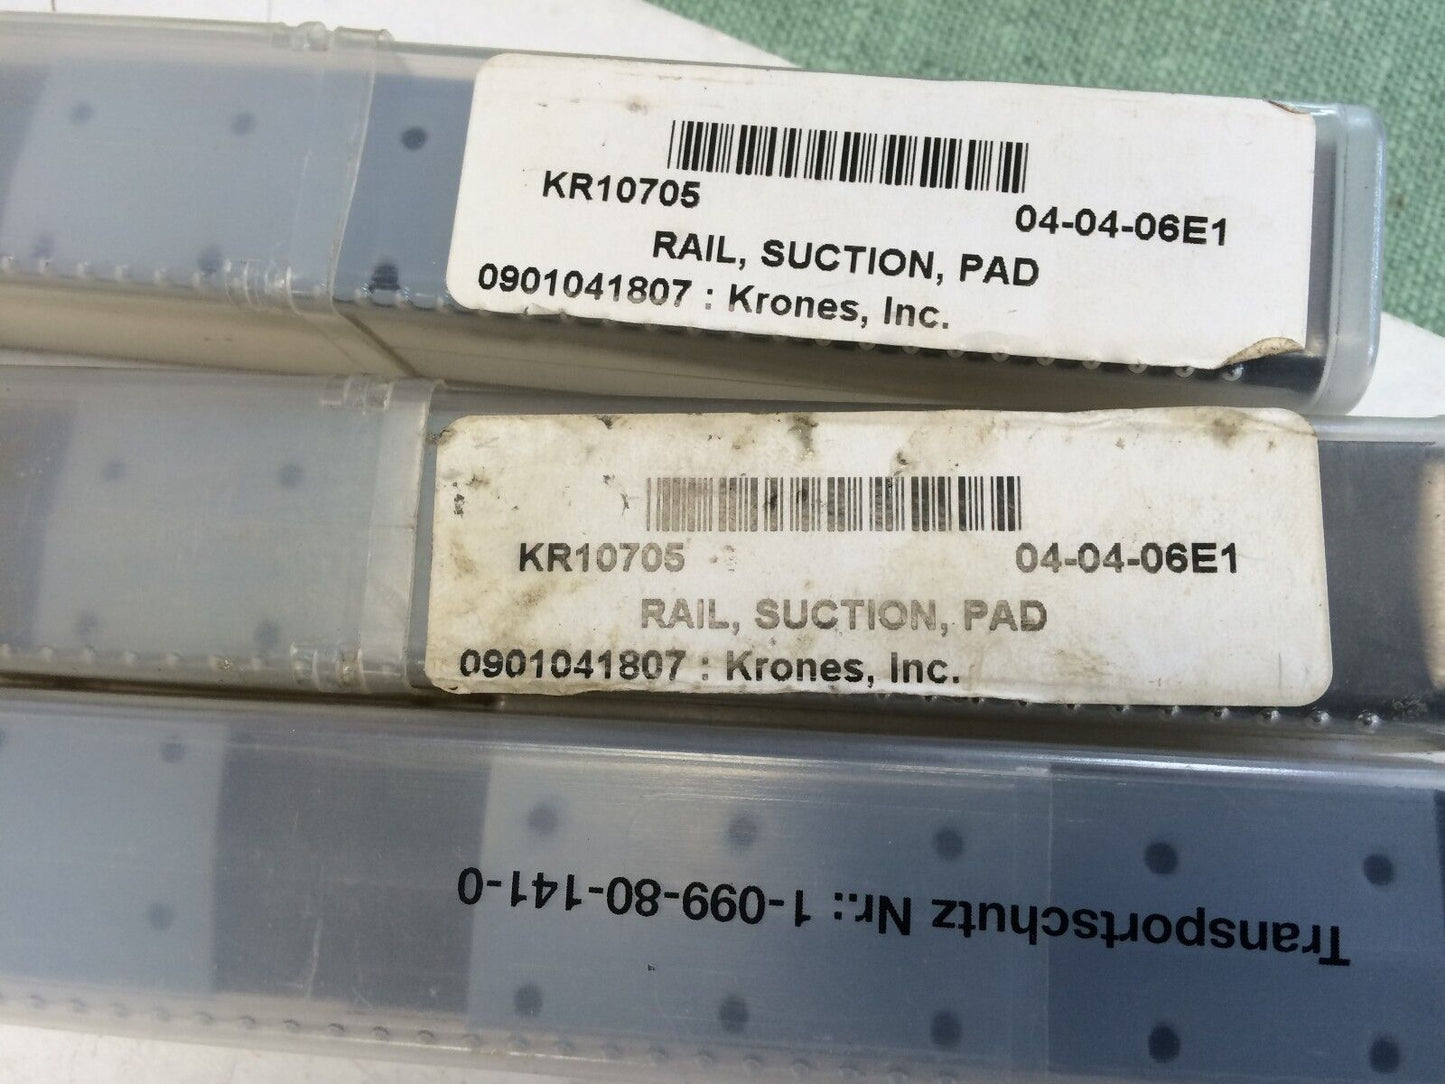 KR10705
04-04-06E1
RAIL, SUCTION, PAD
0901041807 : Krones, Inc.
KR10705
04-04-06E1
RAIL, SUCTION, PAD
0901041807 : Krones, Inc.
Transportschutz Nr.: 1-099-80-141-0